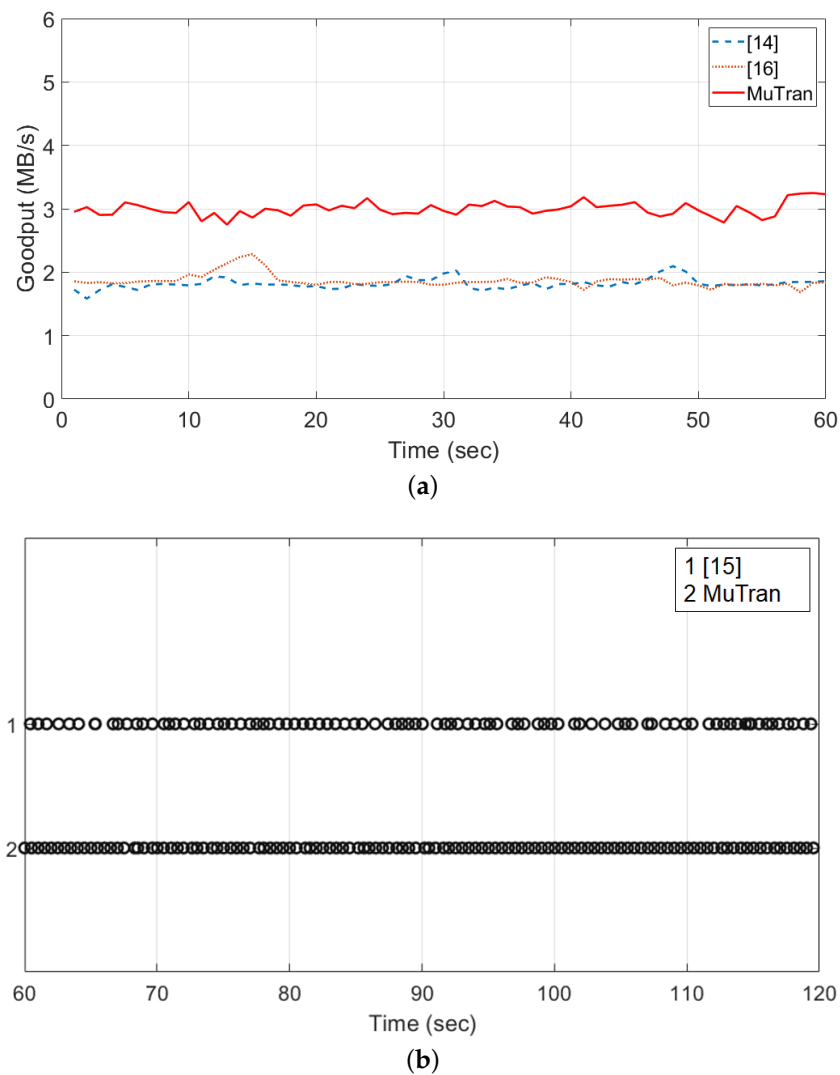 6
5
4
3
2
1
0
Goodput (MB/s)
[14]
[16]
MuTran
0 10 20 30 40 50 60
Time (sec)
(a)
1 [15]
2 MuTran
1
2
60 70 80 90 100 110 120
Time (sec)
(b)